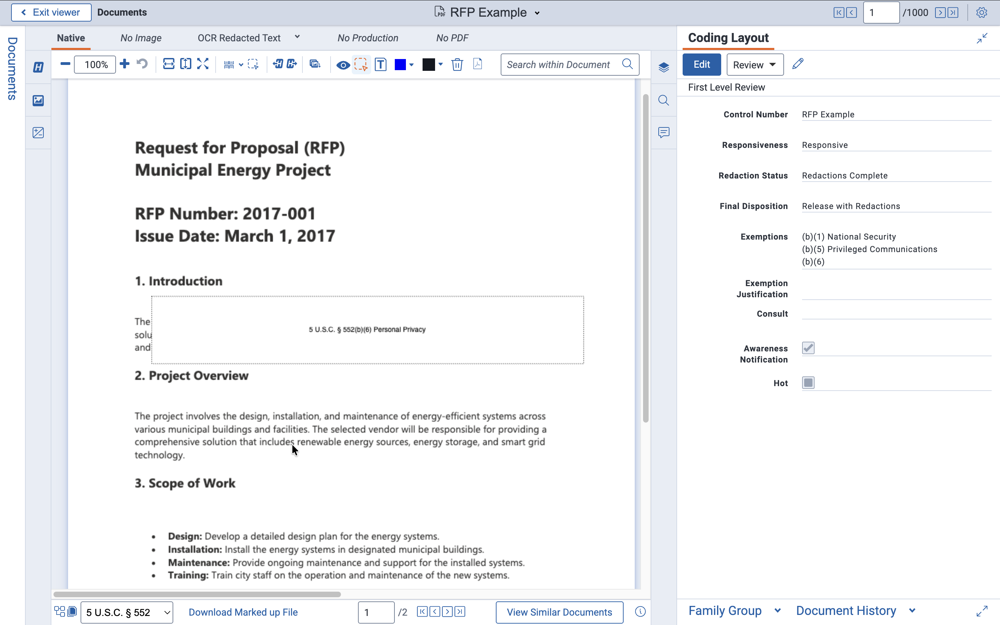 Exit viewer
Documents
PDF
RFP Example
1
/1000
Documents
Native
No Image
OCR Redacted Text
No Production
No PDF
H
100%
H
H
T
Search within Document
Request for Proposal (RFP)
Municipal Energy Project
RFP Number: 2017-001
Issue Date: March 1, 2017
1. Introduction
The
solu
and
5 U.S.C. § 552(b)(6) Personal Privacy
2. Project Overview
The project involves the design, installation, and maintenance of energy-efficient systems across
various municipal buildings and facilities. The selected vendor will be responsible for providing a
comprehensive solution that includes renewable energy sources, energy storage, and smart grid
technology.
3. Scope of Work
• Design: Develop a detailed design plan for the energy systems.
• Installation: Install the energy systems in designated municipal buildings.
• Maintenance: Provide ongoing maintenance and support for the installed systems.
• Training: Train city staff on the operation and maintenance of the new systems.
5 U.S.C. § 552
Download Marked up File
1
/2
View Similar Documents
Coding Layout
Edit
Review
First Level Review
Control Number RFP Example
Responsiveness Responsive
Redaction Status Redactions Complete
Final Disposition Release with Redactions
Exemptions (b)(1) National Security
(b)(5) Privileged Communications
(b)(6)
Exemption
Justification
Consult
Awareness
Notification
Hot
Family Group
Document History